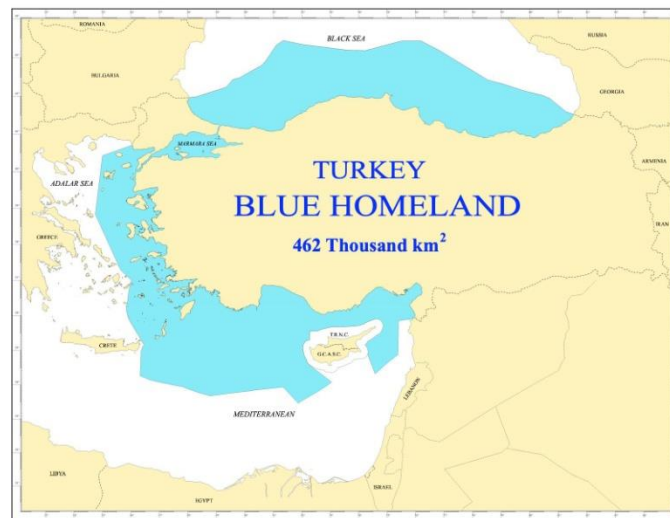 ROMANIA
BLACK SEA
RUSSIA
BULGARIA
GEORGIA
MARMARA SEA
ARMENIA
ADALAR SEA
TURKEY
BLUE HOMELAND
IRAN
462 Thousand km²
GREECE
T.R.N.C.
CRETE
G.C.A.S.C.
LEBANON
MEDITERRANEAN
LIBYA
ISRAEL
EGYPT